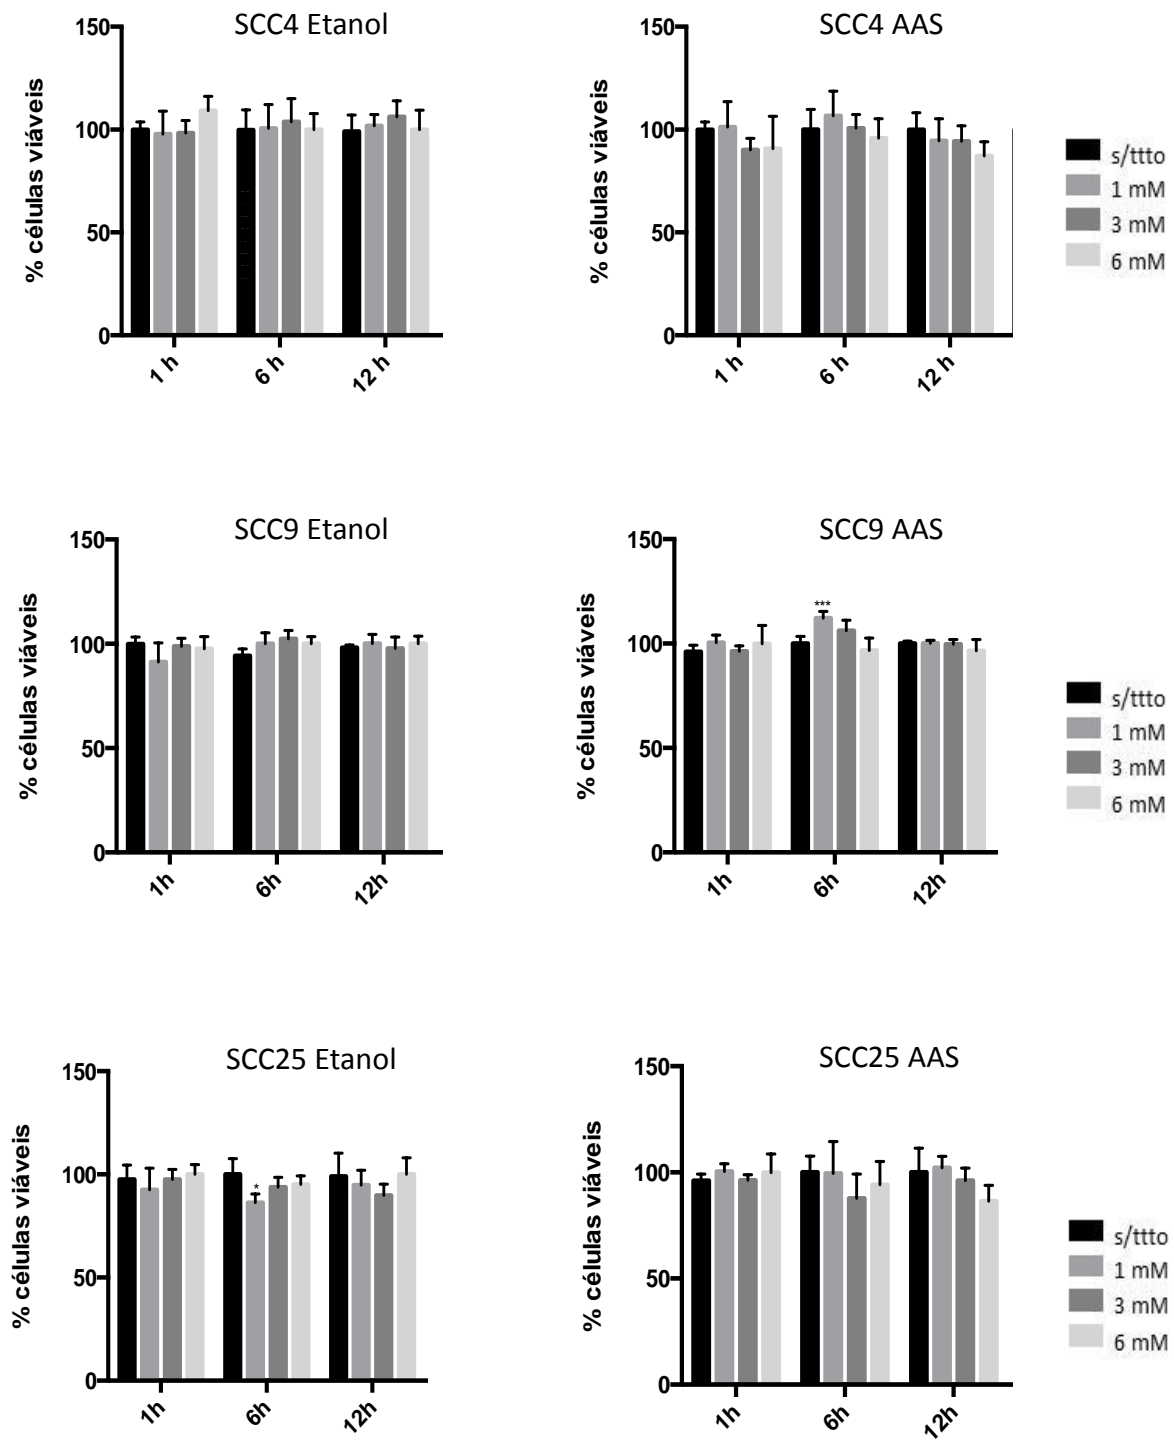 SCC4 Etanol
% células viáveis
150
100
50
0
1 h
6 h
12 h
SCC4 AAS
% células viáveis
150
100
50
0
1 h
6 h
12 h
s/ttto
1 mM
3 mM
6 mM
SCC9 Etanol
% células viáveis
150
100
50
0
1h
6h
12h
SCC9 AAS
% células viáveis
150
100
50
0
***
1h
6h
12h
s/ttto
1 mM
3 mM
6 mM
SCC25 Etanol
% células viáveis
150
100
50
0
*
1h
6h
12h
SCC25 AAS
% células viáveis
150
100
50
0
1h
6h
12h
s/ttto
1 mM
3 mM
6 mM